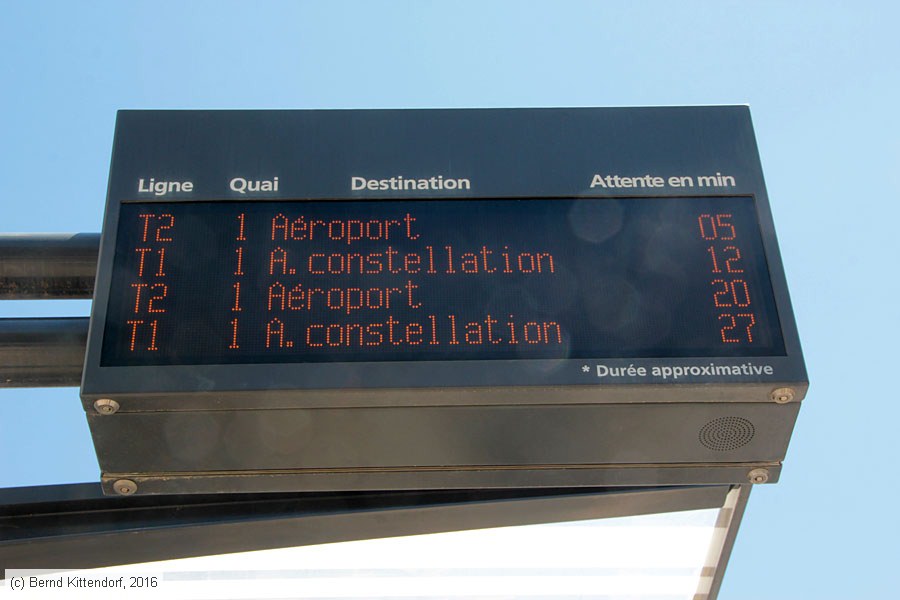 Ligne Quai Destination Attente en min
T2 1 Aéroport 05
T1 1 A.constellation 12
T2 1 Aéroport 20
T1 1 A.constellation 27
* Durée approximative
(c) Bernd Kittendorf, 2016